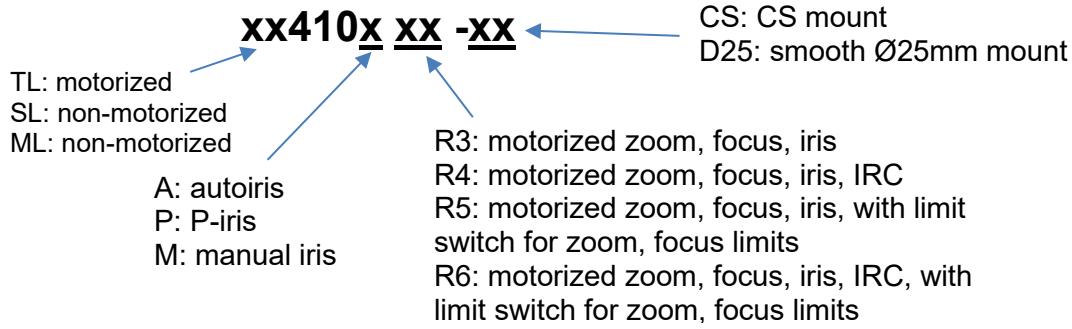 xx410x xx -xx
CS: CS mount
D25: smooth Ø25mm mount
TL: motorized
SL: non-motorized
ML: non-motorized
A: autoiris
P: P-iris
M: manual iris
R3: motorized zoom, focus, iris
R4: motorized zoom, focus, iris, IRC
R5: motorized zoom, focus, iris, with limit
switch for zoom, focus limits
R6: motorized zoom, focus, iris, IRC, with
limit switch for zoom, focus limits